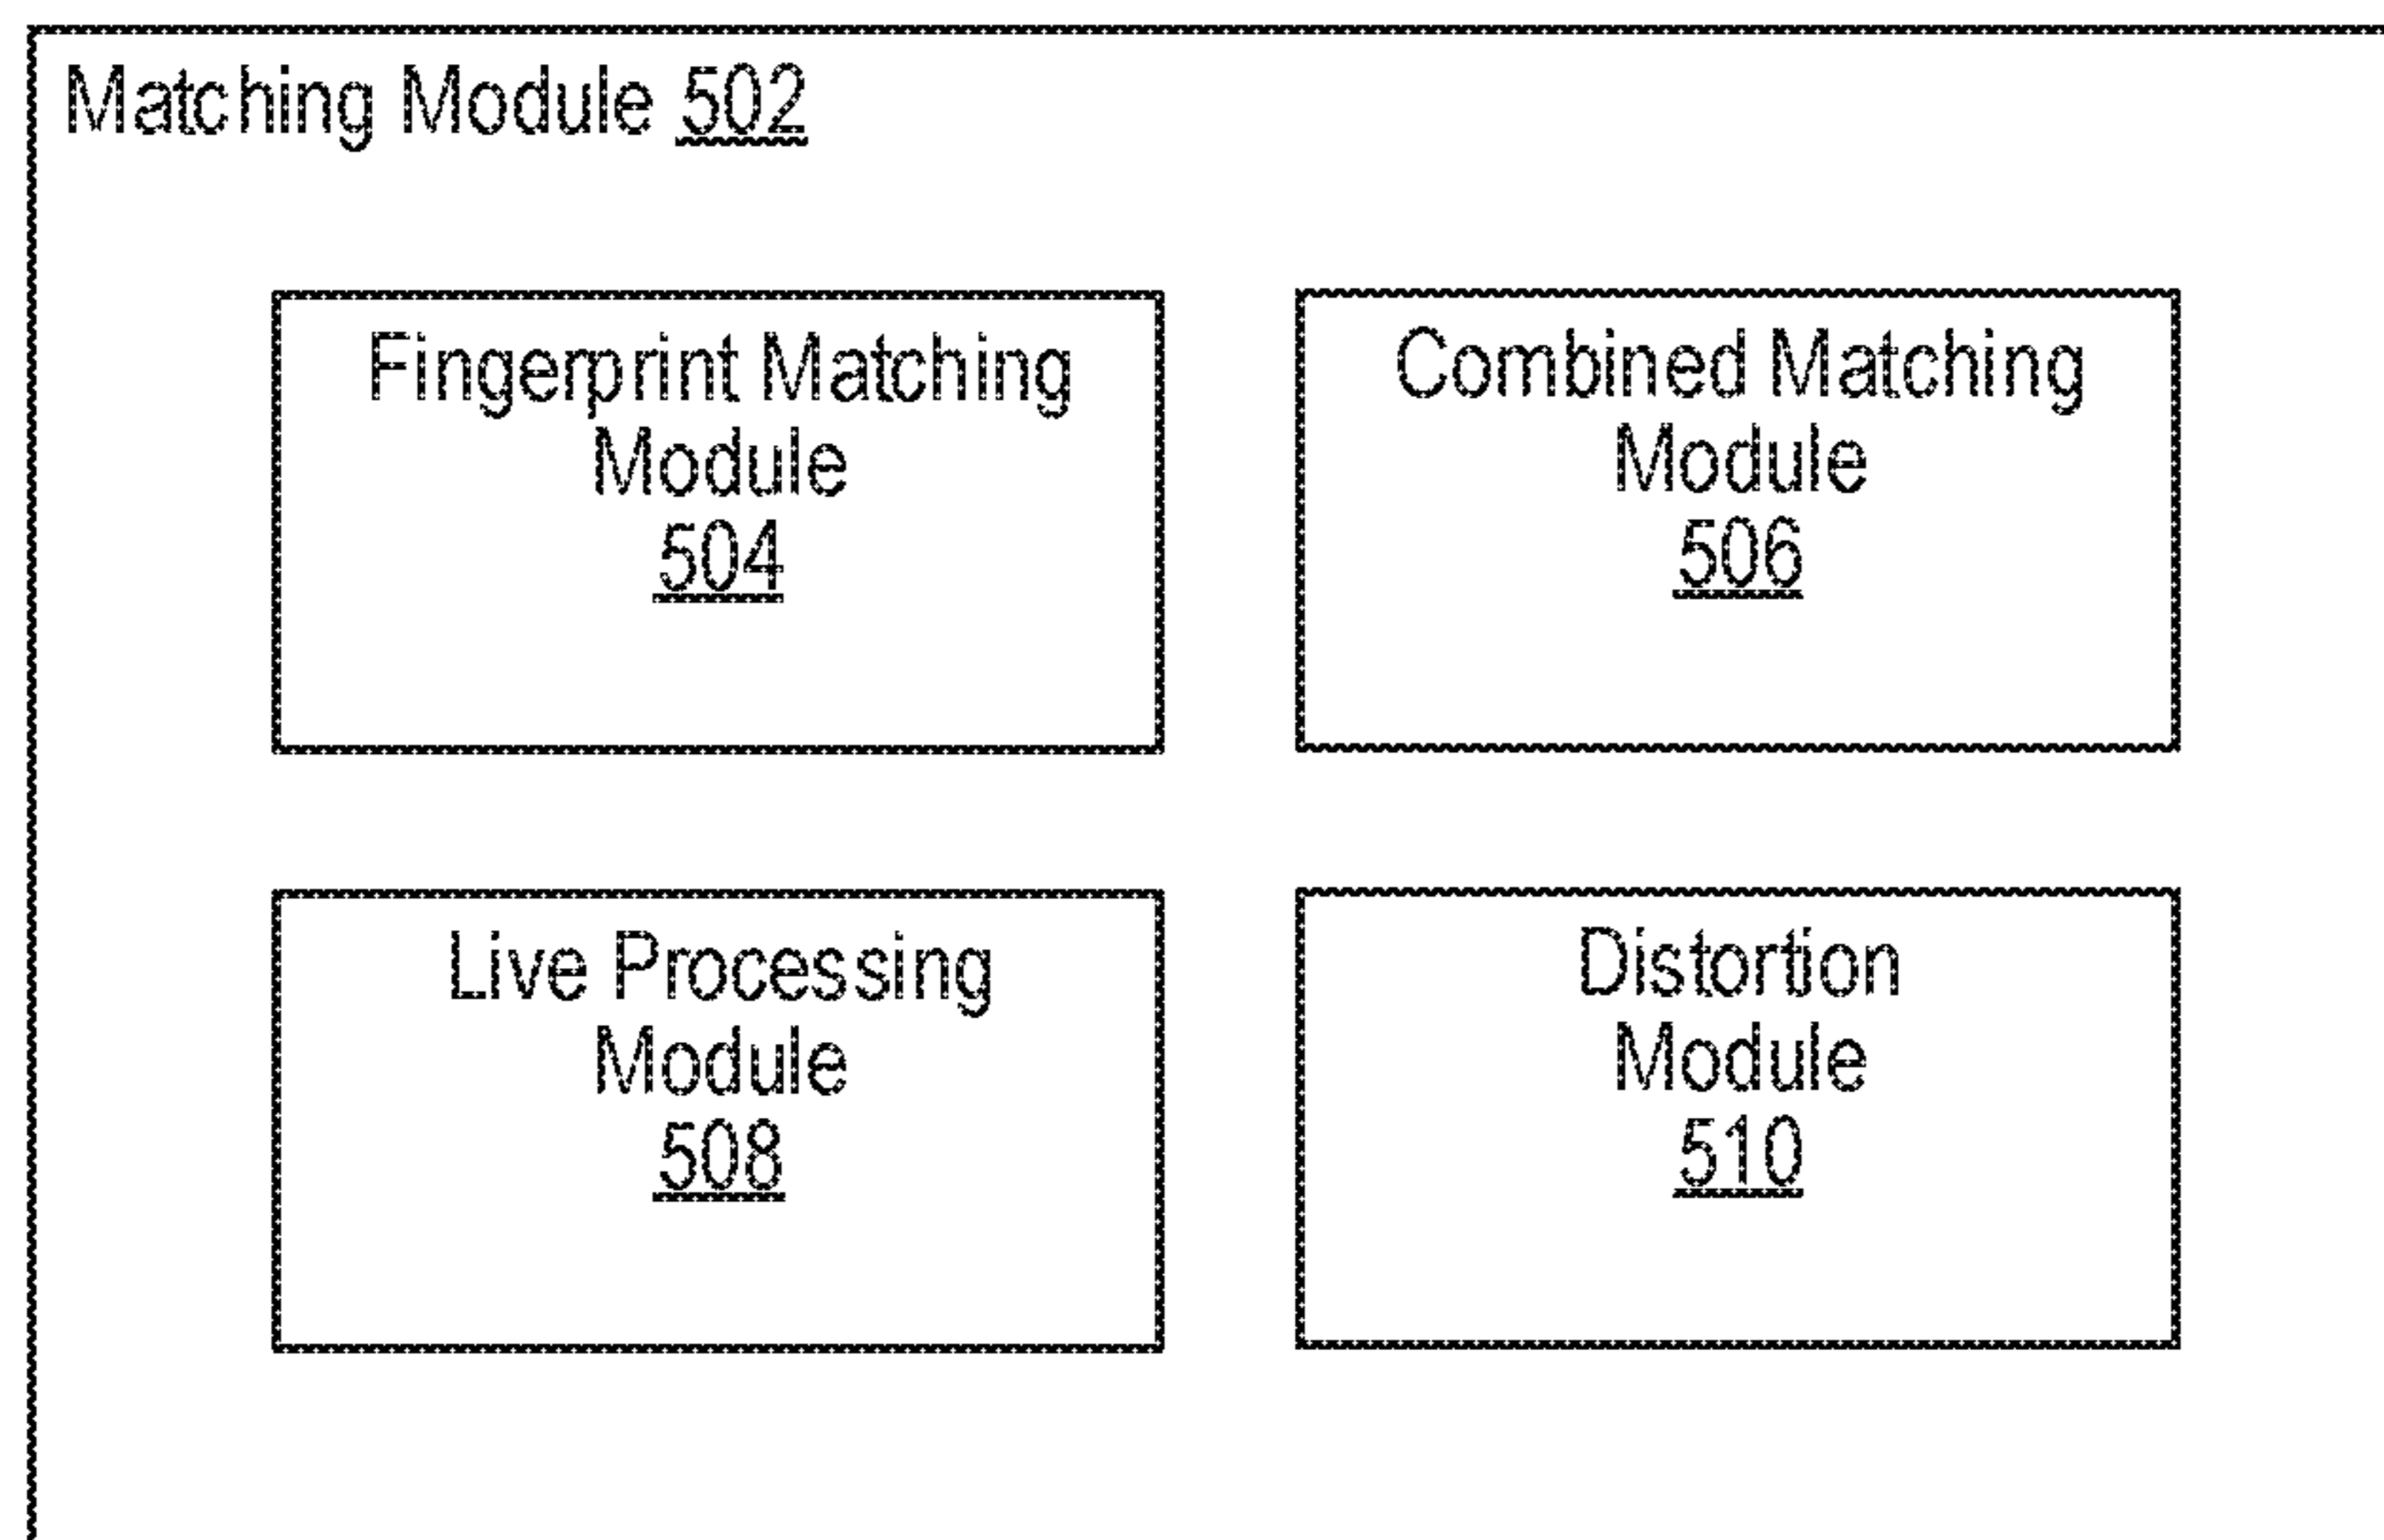 Matching Module 502
Fingerprint Matching
Module
504
Combined Matching
Module
506
Live Processing
Module
508
Distortion
Module
510